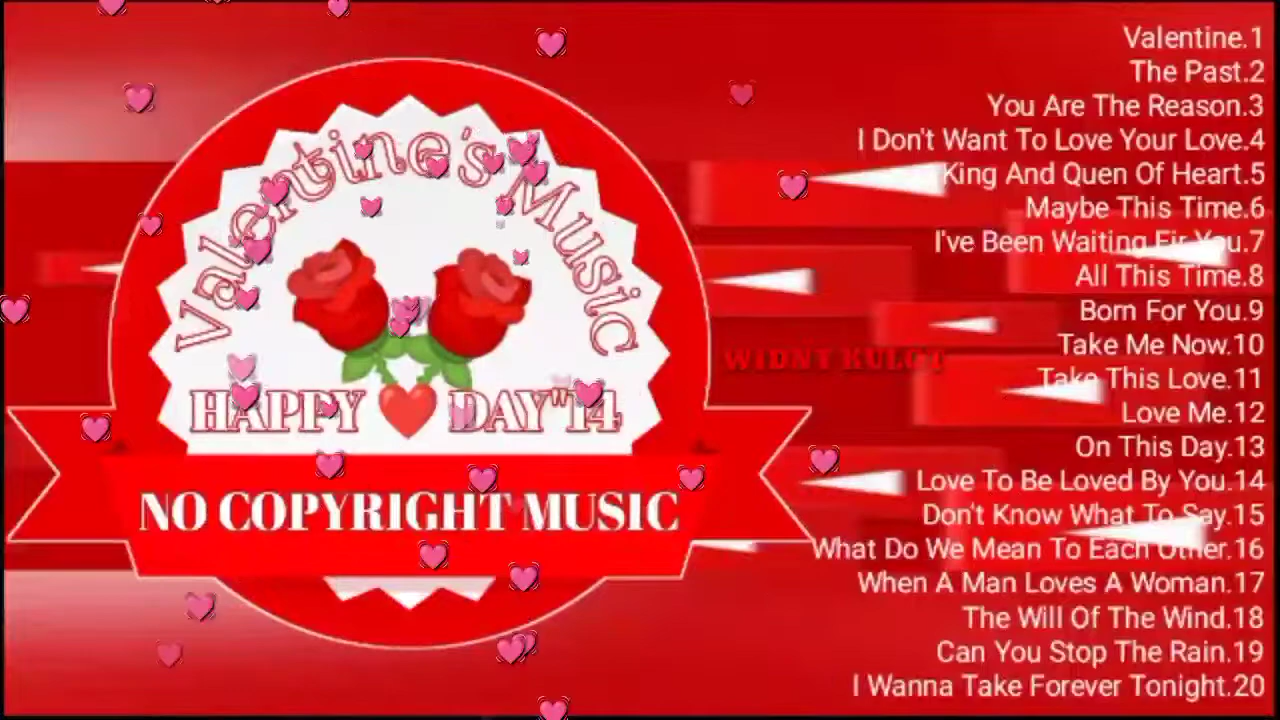 Valentine's Music
HAPPY DAY"14
NO COPYRIGHT MUSIC
Valentine.1
The Past.2
You Are The Reason.3
I Don't Want To Love Your Love.4
King And Quen Of Heart.5
Maybe This Time.6
I've Been Waiting Fir You.7
All This Time.8
Born For You.9
Take Me Now.10
Take This Love.11
Love Me.12
On This Day.13
Love To Be Loved By You.14
Don't Know What To Say.15
What Do We Mean To Each Other.16
When A Man Loves A Woman.17
The Will Of The Wind.18
Can You Stop The Rain.19
I Wanna Take Forever Tonight.20
WIDNY